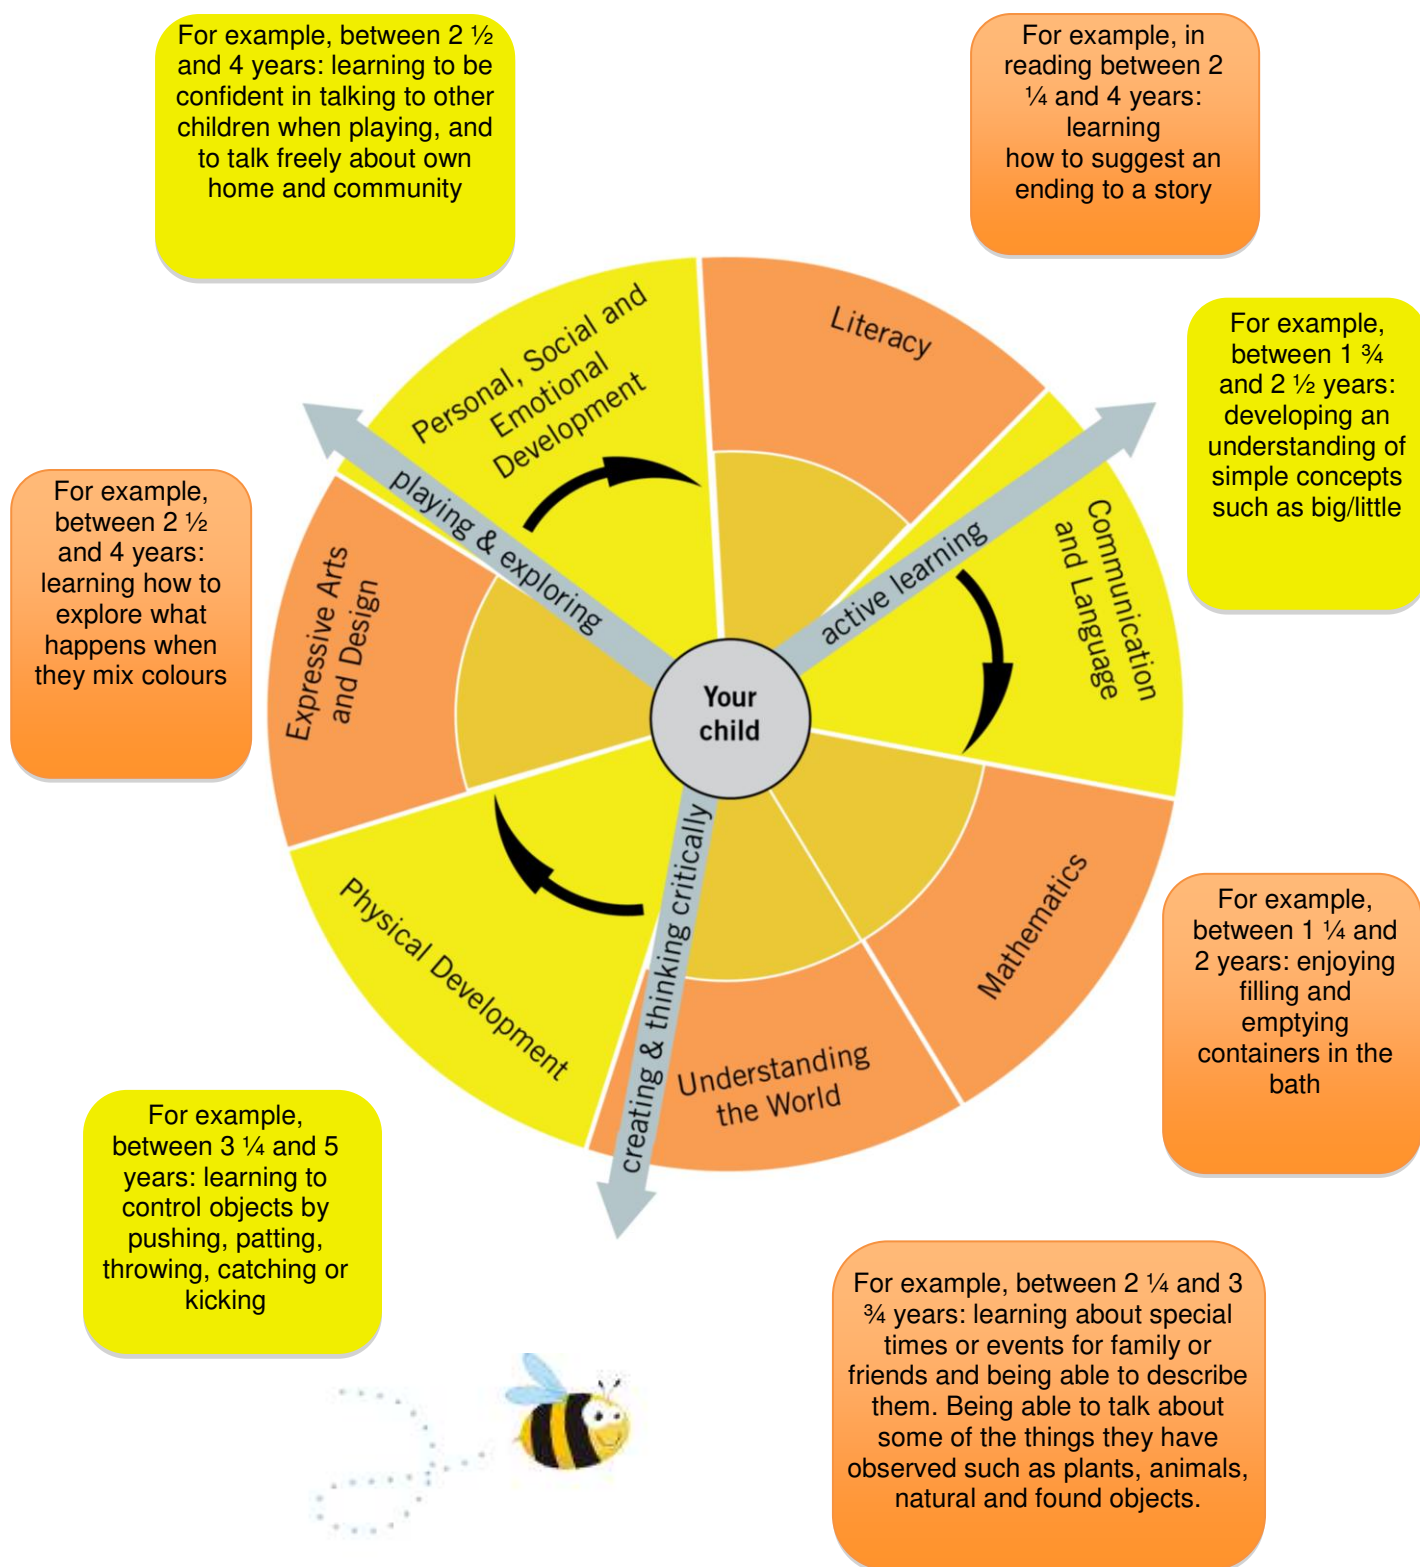 For example, between 2 ½
and 4 years: learning to be
confident in talking to other
children when playing, and
to talk freely about own
home and community
For example, in
reading between 2
¼ and 4 years:
learning
how to suggest an
ending to a story
For example,
between 1 ¾
and 2 ½ years:
developing an
understanding of
simple concepts
such as big/little
For example,
between 2 ½
and 4 years:
learning how to
explore what
happens when
they mix colours
Personal, Social and
Emotional
Development
Literacy
Communication
and Language
Expressive Arts
and Design
playing & exploring
active learning
Your
child
creating & thinking critically
Physical Development
Understanding
the World
Mathematics
For example,
between 1 ¼ and
2 years: enjoying
filling and
emptying
containers in the
bath
For example,
between 3 ¼ and 5
years: learning to
control objects by
pushing, patting,
throwing, catching or
kicking
For example, between 2 ¼ and 3
¾ years: learning about special
times or events for family or
friends and being able to describe
them. Being able to talk about
some of the things they have
observed such as plants, animals,
natural and found objects.